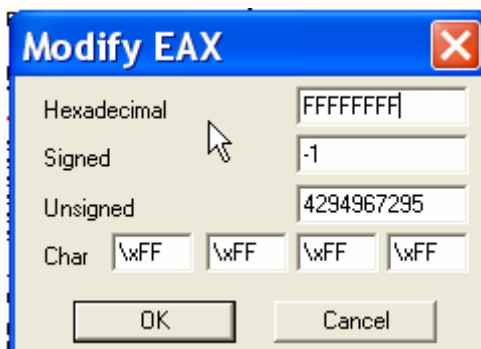 Modify EAX
Hexadecimal FFFFFFFF
Signed -1
Unsigned 4294967295
Char \xFF \xFF \xFF \xFF
OK Cancel